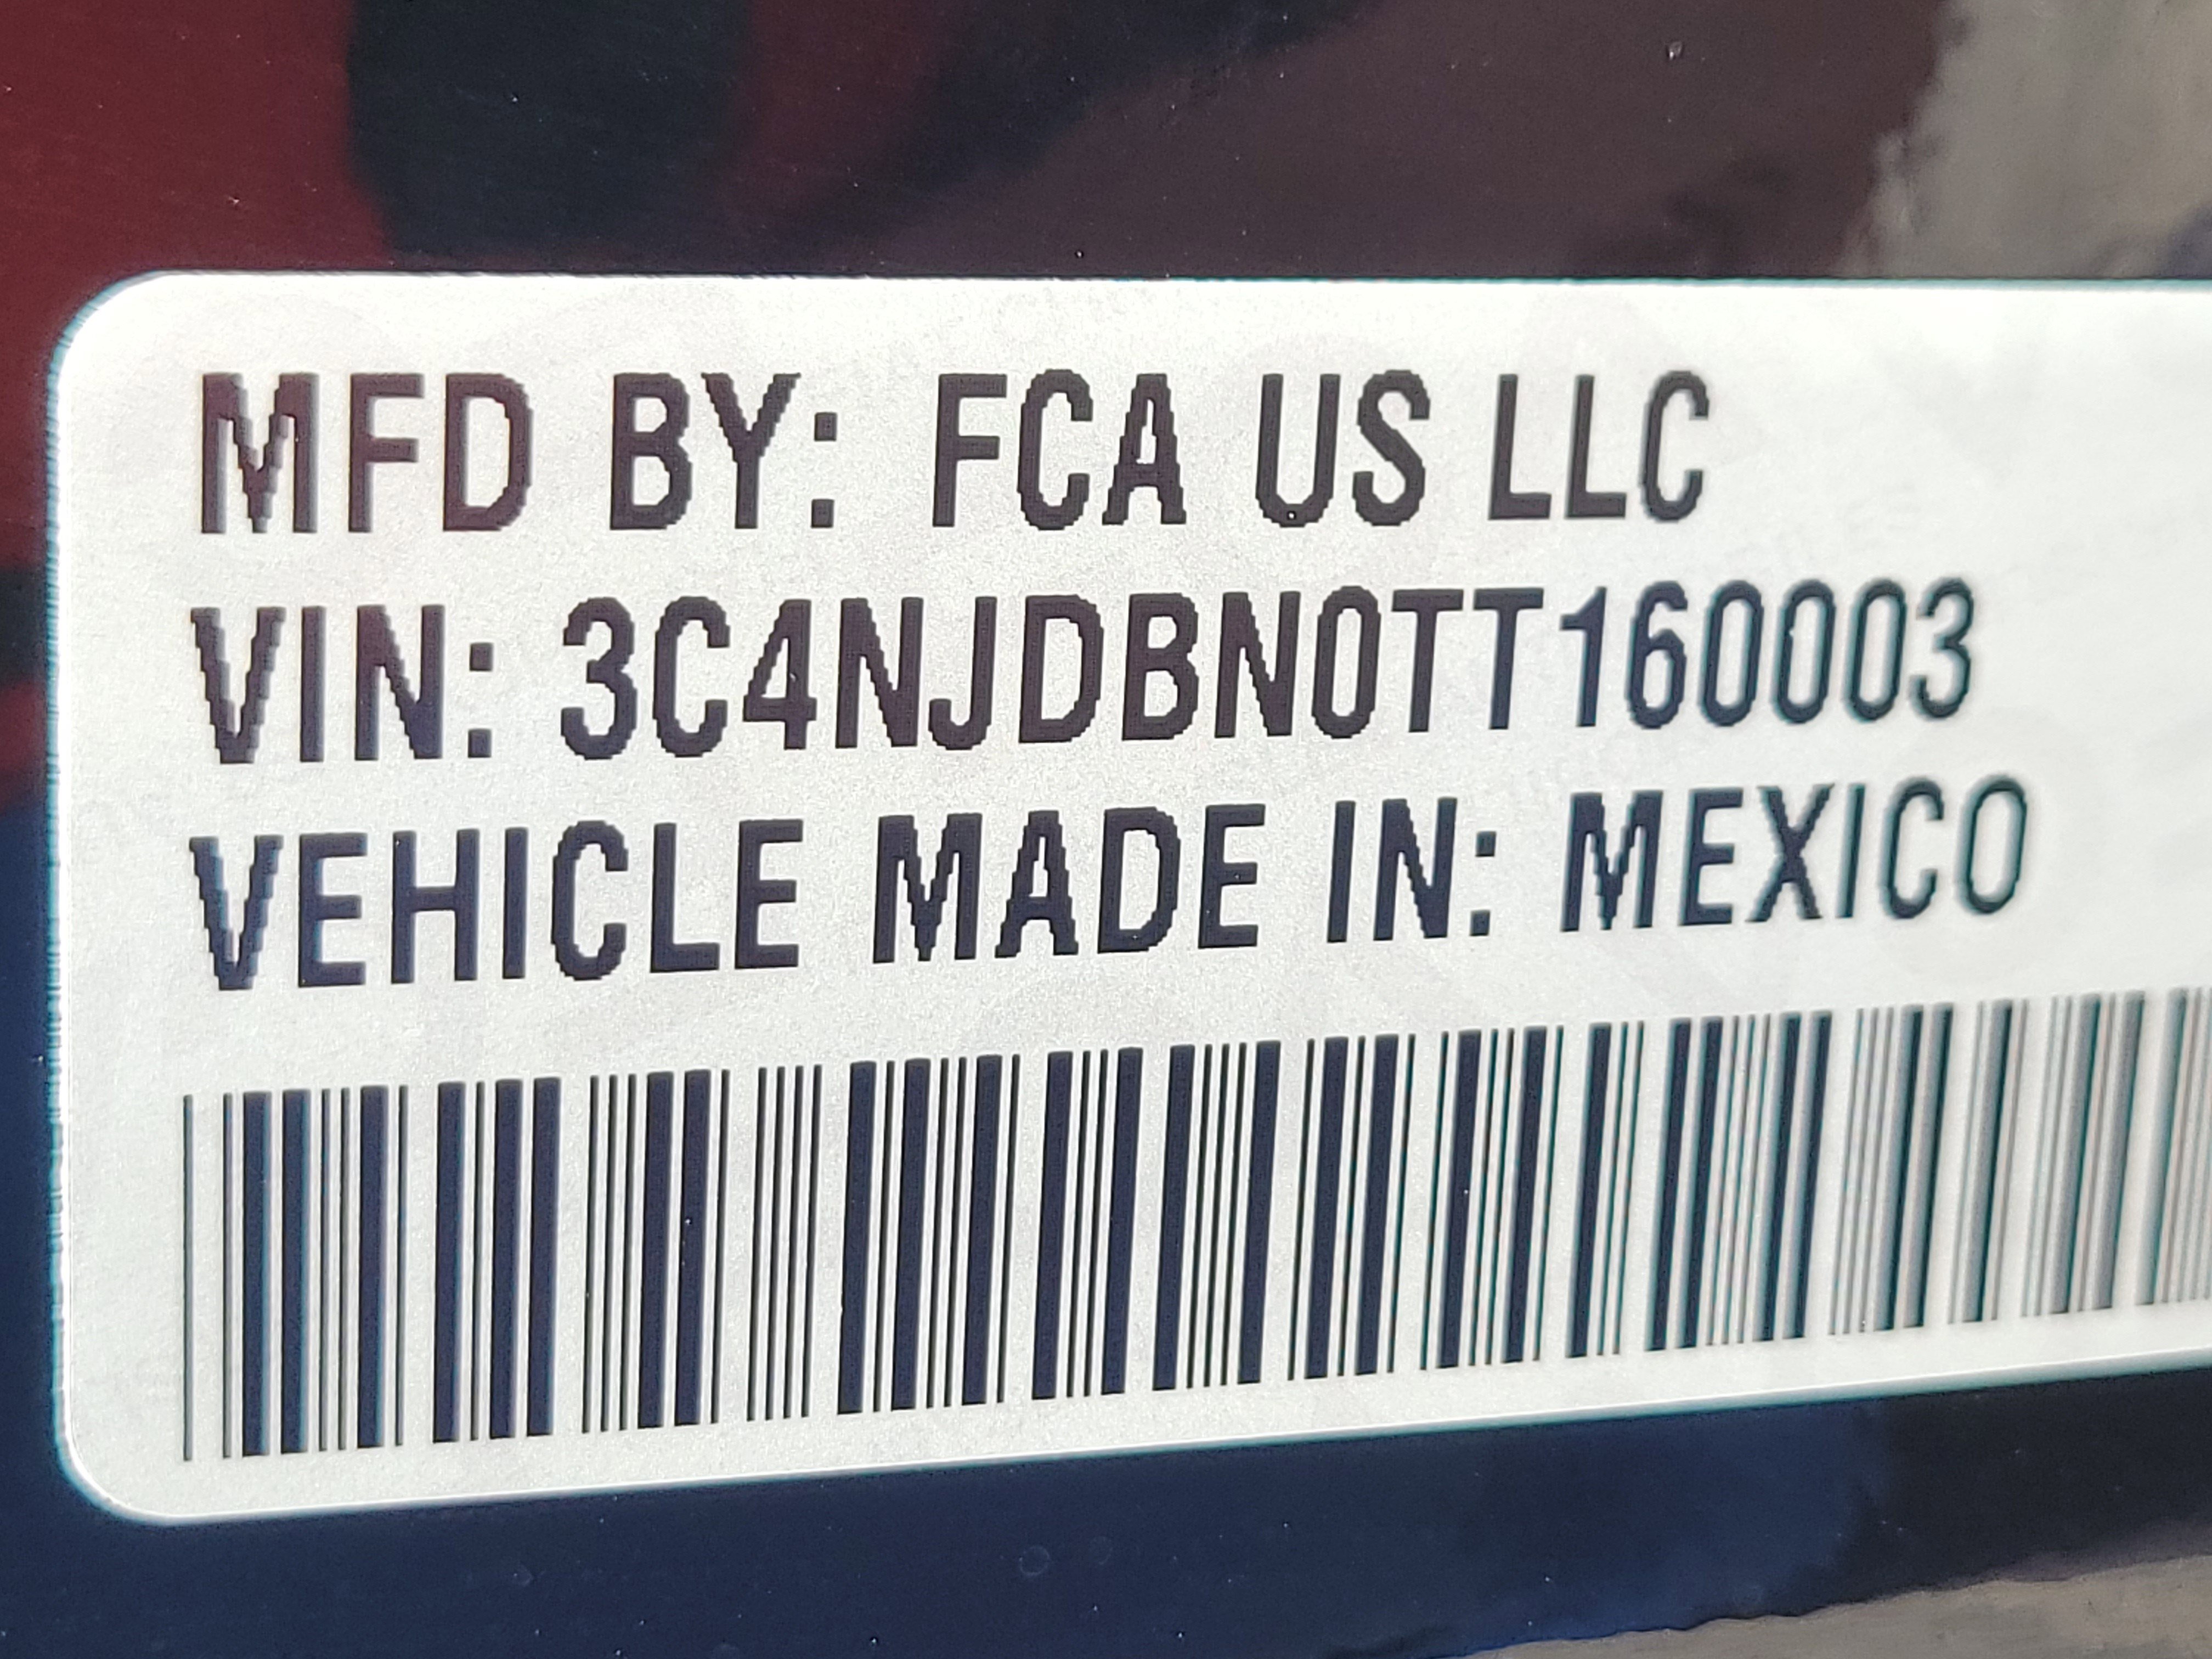 MFD BY: FCA US LLC
VIN: 3C4NJDBN0TT160003
VEHICLE MADE IN: MEXICO